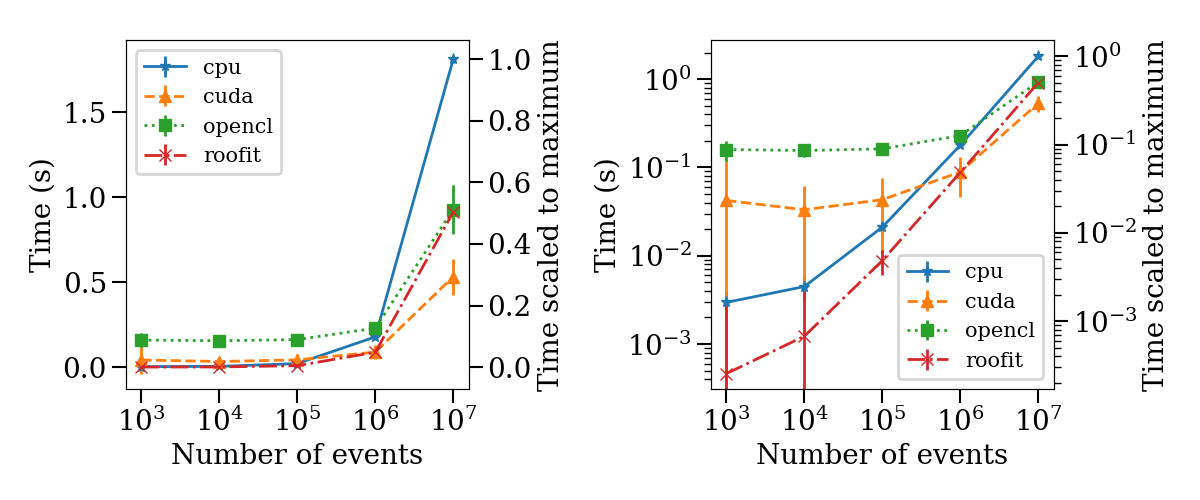 1.5
1.0
0.5
0.0
Time (s)
cpu
cuda
opencl
roofit
1.0
0.8
0.6
0.4
0.2
0.0
Time scaled to maximum
10³ 10⁴ 10⁵ 10⁶ 10⁷
Number of events
10⁰
10⁻¹
10⁻²
10⁻³
Time (s)
cpu
cuda
opencl
roofit
10⁰
10⁻¹
10⁻²
10⁻³
Time scaled to maximum
10³ 10⁴ 10⁵ 10⁶ 10⁷
Number of events